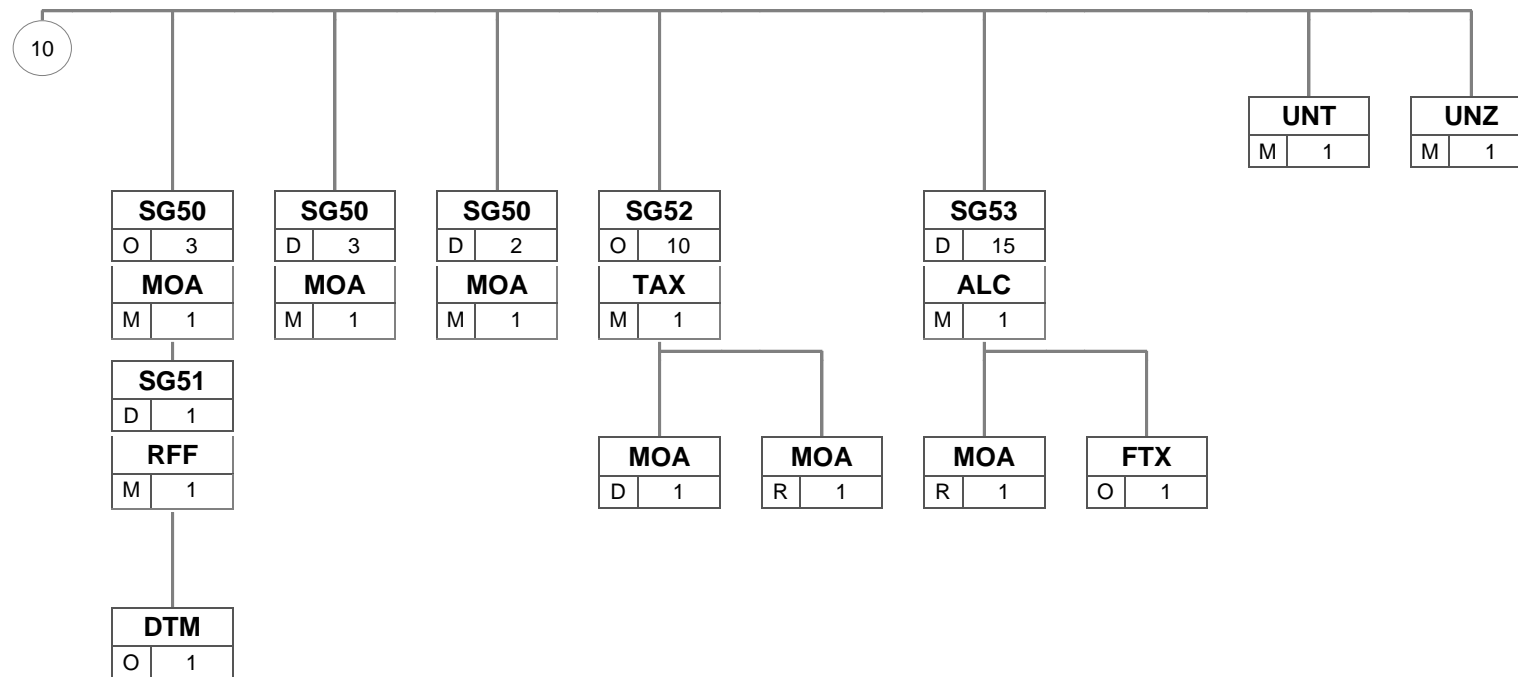 10
UNT UNZ
M 1 M 1
SG50 SG50 SG50 SG52 SG53
O 3 D 3 D 2 O 10 D 15
MOA MOA MOA TAX ALC
M 1 M 1 M 1 M 1 M 1
SG51
D 1
RFF MOA MOA MOA FTX
M 1 D 1 R 1 R 1 O 1
DTM
O 1